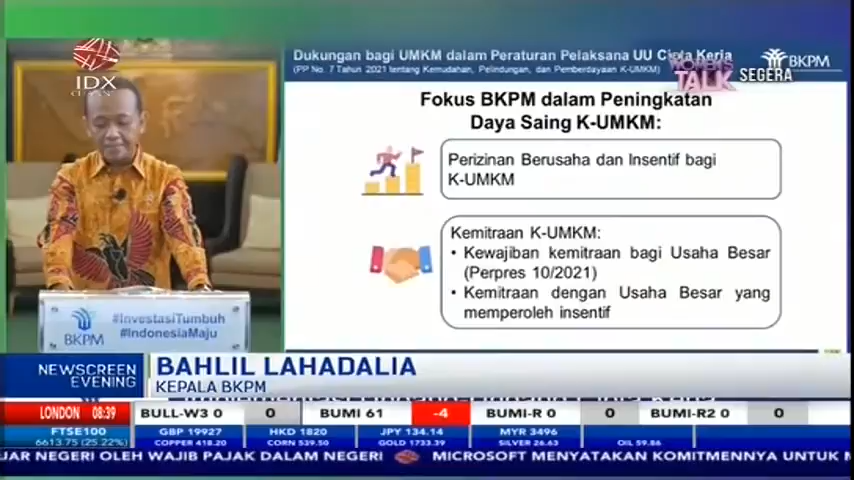 IDX
CHANNEL
Dukungan bagi UMKM dalam Peraturan Pelaksana UU Cipta Kerja
(PP No. 7 Tahun 2021 tentang Kemudahan, Pelindungan, dan Pemberdayaan K-UMKM)
BKPM
WOMEN'S
TALK SEGERA
Fokus BKPM dalam Peningkatan
Daya Saing K-UMKM:
Perizinan Berusaha dan Insentif bagi
K-UMKM
Kemitraan K-UMKM:
• Kewajiban kemitraan bagi Usaha Besar
(Perpres 10/2021)
• Kemitraan dengan Usaha Besar yang
memperoleh insentif
BKPM
#InvestasiTumbuh
#IndonesiaMaju
NEWSCREEN
EVENING
BAHLIL LAHADALIA
KEPALA BKPM
LONDON 08:39
BULL-W3 0 0 BUMI 61 -4 BUMI-R 0 0 BUMI-R2 0 0
FTSE100
6613.75 (25.22%)
GBP 19927 HKD 1820 JPY 134.14 MYR 3496
COPPER 418.20 CORN 539.50 GOLD 1733.39 SILVER 26.63 OIL 59.86
UAR NEGERI OLEH WAJIB PAJAK DALAM NEGERI MICROSOFT MENYATAKAN KOMITMENNYA UNTUK